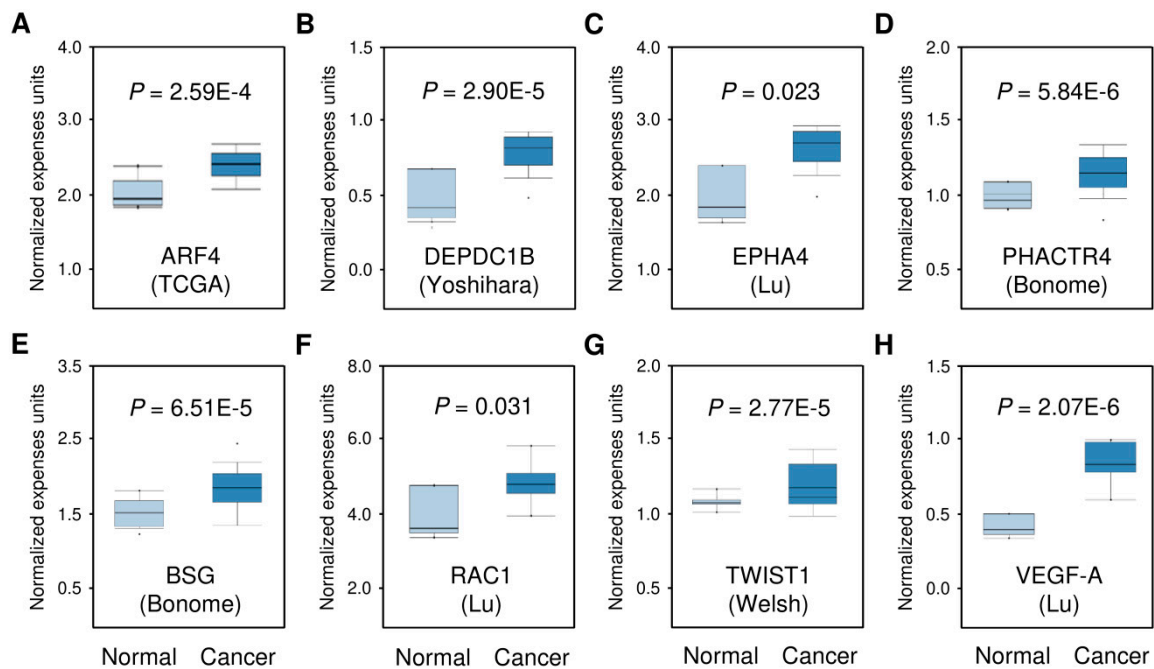 A
B
C
D
Normalized expenses units
4.0
3.0
2.0
1.0
P = 2.59E-4
ARF4
(TCGA)
Normalized expenses units
1.5
1.0
0.5
0.0
P = 2.90E-5
DEPDC1B
(Yoshihara)
Normalized expenses units
4.0
3.0
2.0
1.0
P = 0.023
EPHA4
(Lu)
Normalized expenses units
2.0
1.5
1.0
0.5
P = 5.84E-6
PHACTR4
(Bonome)
E
F
G
H
Normalized expenses units
3.5
2.5
1.5
0.5
P = 6.51E-5
BSG
(Bonome)
Normal Cancer
Normalized expenses units
8.0
6.0
4.0
2.0
P = 0.031
RAC1
(Lu)
Normal Cancer
Normalized expenses units
2.0
1.5
1.0
0.5
P = 2.77E-5
TWIST1
(Welsh)
Normal Cancer
Normalized expenses units
1.5
1.0
0.5
0.0
P = 2.07E-6
VEGF-A
(Lu)
Normal Cancer